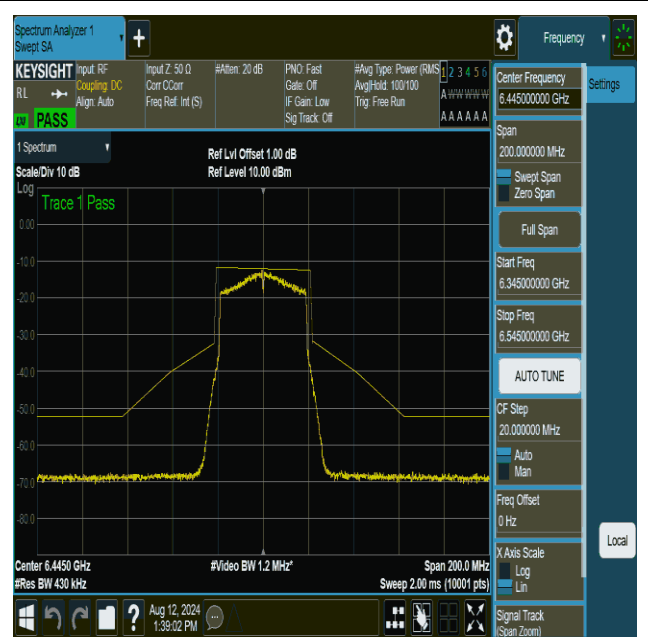 Spectrum Analyzer 1
Swept SA
Frequency
KEYSIGHT
RL
PASS
Input: RF
Coupling: DC
Align: Auto
Input Z: 50 Ω
Corr CCorr
Freq Ref: Int (S)
#Atten: 20 dB
PNO: Fast
Gate: Off
IF Gain: Low
Sig Track: Off
#Avg Type: Power (RMS
Avg|Hold: 100/100
Trig: Free Run
1 2 3 4 5 6
A W W W W W
A A A A A A
Center Frequency
6.445000000 GHz
Settings
Span
200.000000 MHz
Swept Span
Zero Span
Full Span
Start Freq
6.345000000 GHz
Stop Freq
6.545000000 GHz
AUTO TUNE
CF Step
20.000000 MHz
Auto
Man
Freq Offset
0 Hz
X Axis Scale
Log
Lin
Local
Signal Track
(Span Zoom)
1 Spectrum
Scale/Div 10 dB
Ref Lvl Offset 1.00 dB
Ref Level 10.00 dBm
Log
Trace 1 Pass
0.00
-10.0
-20.0
-30.0
-40.0
-50.0
-60.0
-70.0
-80.0
Center 6.4450 GHz
#Res BW 430 kHz
#Video BW 1.2 MHz*
Span 200.0 MHz
Sweep 2.00 ms (10001 pts)
?
Aug 12, 2024
1:39:02 PM